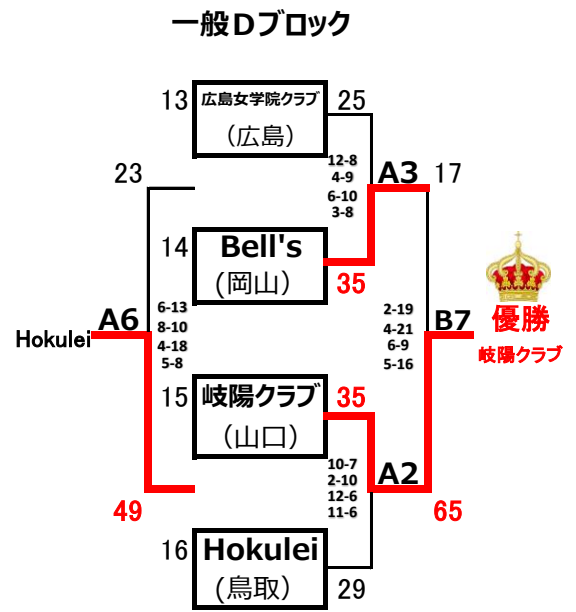 一般Dブロック
13
広島女学院クラブ
(広島)
25
12-8
4-9
6-10
3-8
A3
17
23
14
Bell's
(岡山)
35
優勝
岐陽クラブ
B7
2-19
4-21
6-9
5-16
A6
Hokulei
6-13
8-10
4-18
5-8
15
岐陽クラブ
(山口)
35
10-7
2-10
12-6
11-6
A2
49
65
16
Hokulei
(鳥取)
29